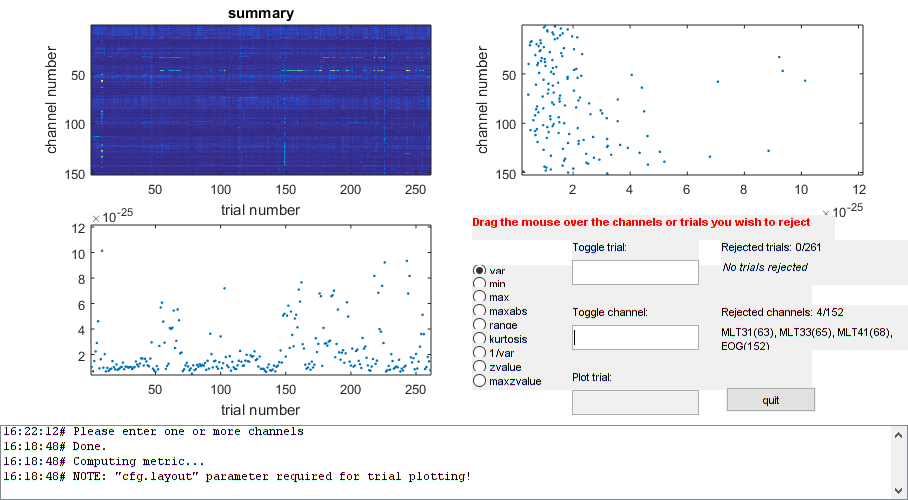 summary
channel number
50
100
150
50
100
150
200
250
trial number
channel number
50
100
150
2
4
6
8
10
12
×10-25
×10-25
12
10
8
6
4
2
50
100
150
200
250
trial number
Drag the mouse over the channels or trials you wish to reject
Toggle trial:
Rejected trials: 0/261
No trials rejected
var
min
max
maxabs
range
kurtosis
1/var
zvalue
maxzvalue
Toggle channel:
Rejected channels: 4/152
MLT31(63), MLT33(65), MLT41(68),
EOG(152)
Plot trial:
quit
16:22:12# Please enter one or more channels
16:18:48# Done.
16:18:48# Computing metric...
16:18:48# NOTE: "cfg.layout" parameter required for trial plotting!